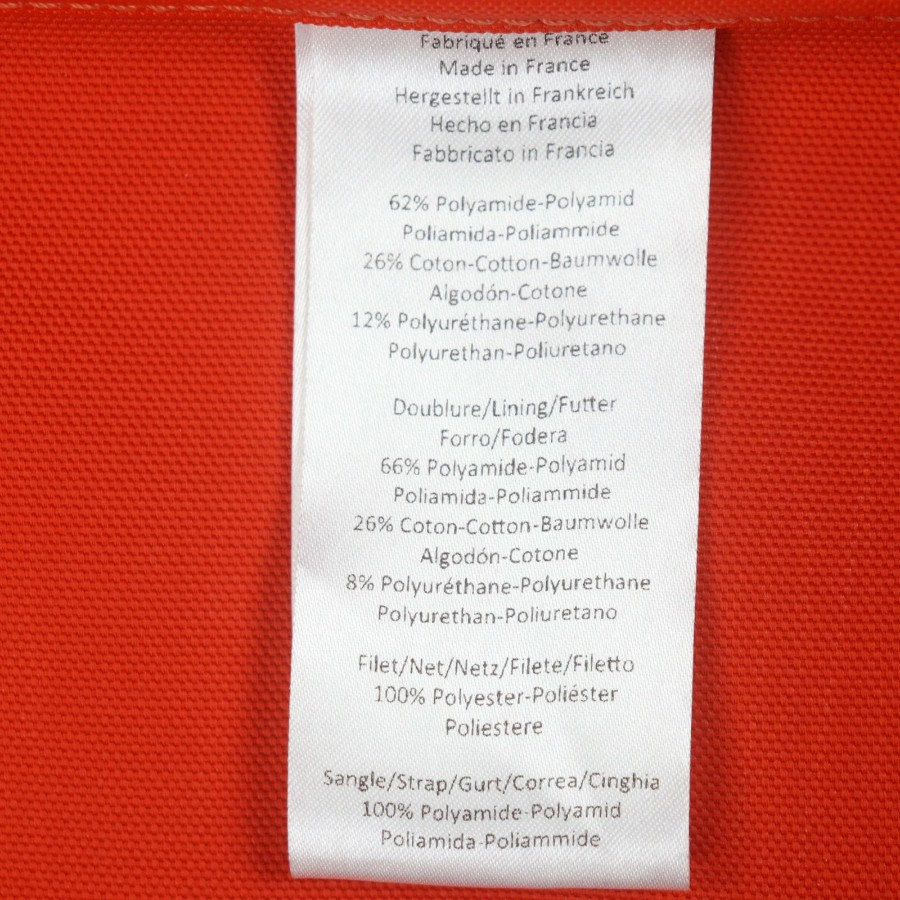 Fabriqué en France
Made in France
Hergestellt in Frankreich
Hecho en Francia
Fabbricato in Francia
62% Polyamide-Polyamid
Poliamida-Poliammide
26% Coton-Cotton-Baumwolle
Algodón-Cotone
12% Polyuréthane-Polyurethane
Polyurethan-Poliuretano
Doublure/Lining/Futter
Forro/Fodera
66% Polyamide-Polyamid
Poliamida-Poliammide
26% Coton-Cotton-Baumwolle
Algodón-Cotone
8% Polyuréthane-Polyurethane
Polyurethan-Poliuretano
Filet/Net/Netz/Filete/Filetto
100% Polyester-Poliéster
Poliestere
Sangle/Strap/Gurt/Correa/Cinghia
100% Polyamide-Polyamid
Poliamida-Poliammide